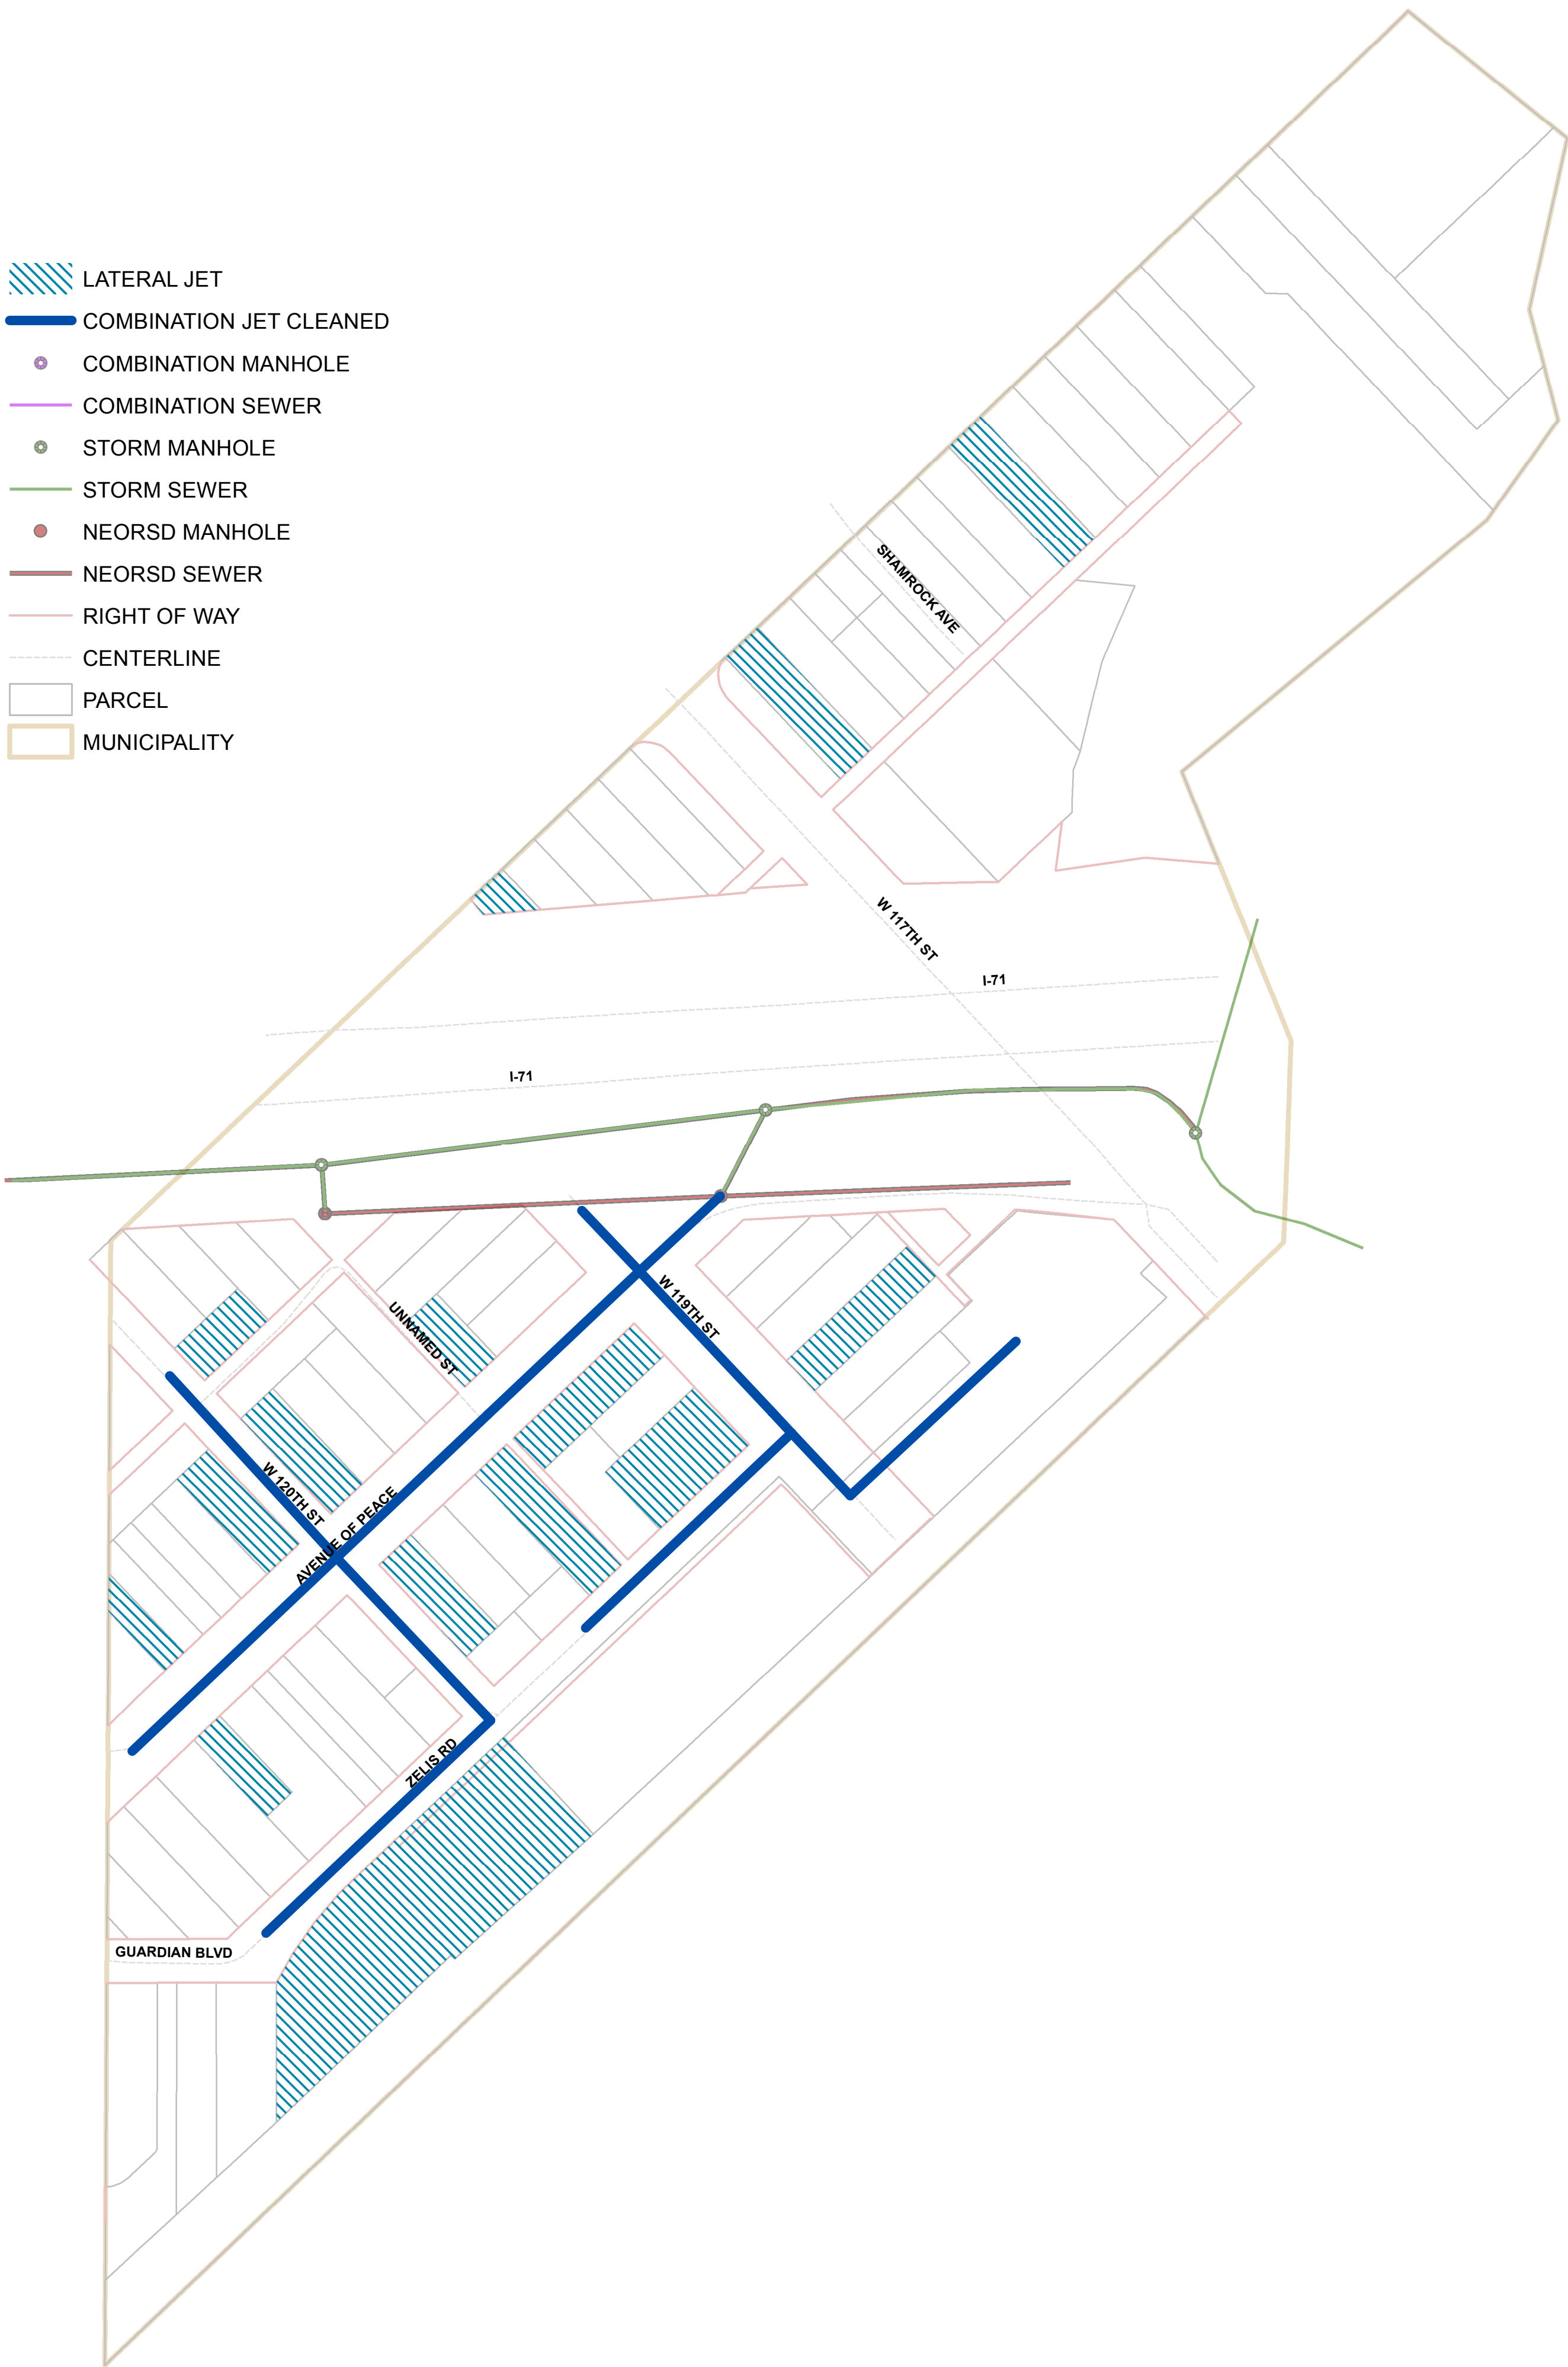 LATERAL JET
COMBINATION JET CLEANED
COMBINATION MANHOLE
COMBINATION SEWER
STORM MANHOLE
STORM SEWER
NEORSD MANHOLE
NEORSD SEWER
RIGHT OF WAY
CENTERLINE
PARCEL
MUNICIPALITY
SHAMROCK AVE
W 117TH ST
I-71
I-71
W 119TH ST
UNNAMED ST
W 120TH ST
AVENUE OF PEACE
ZELIS RD
GUARDIAN BLVD